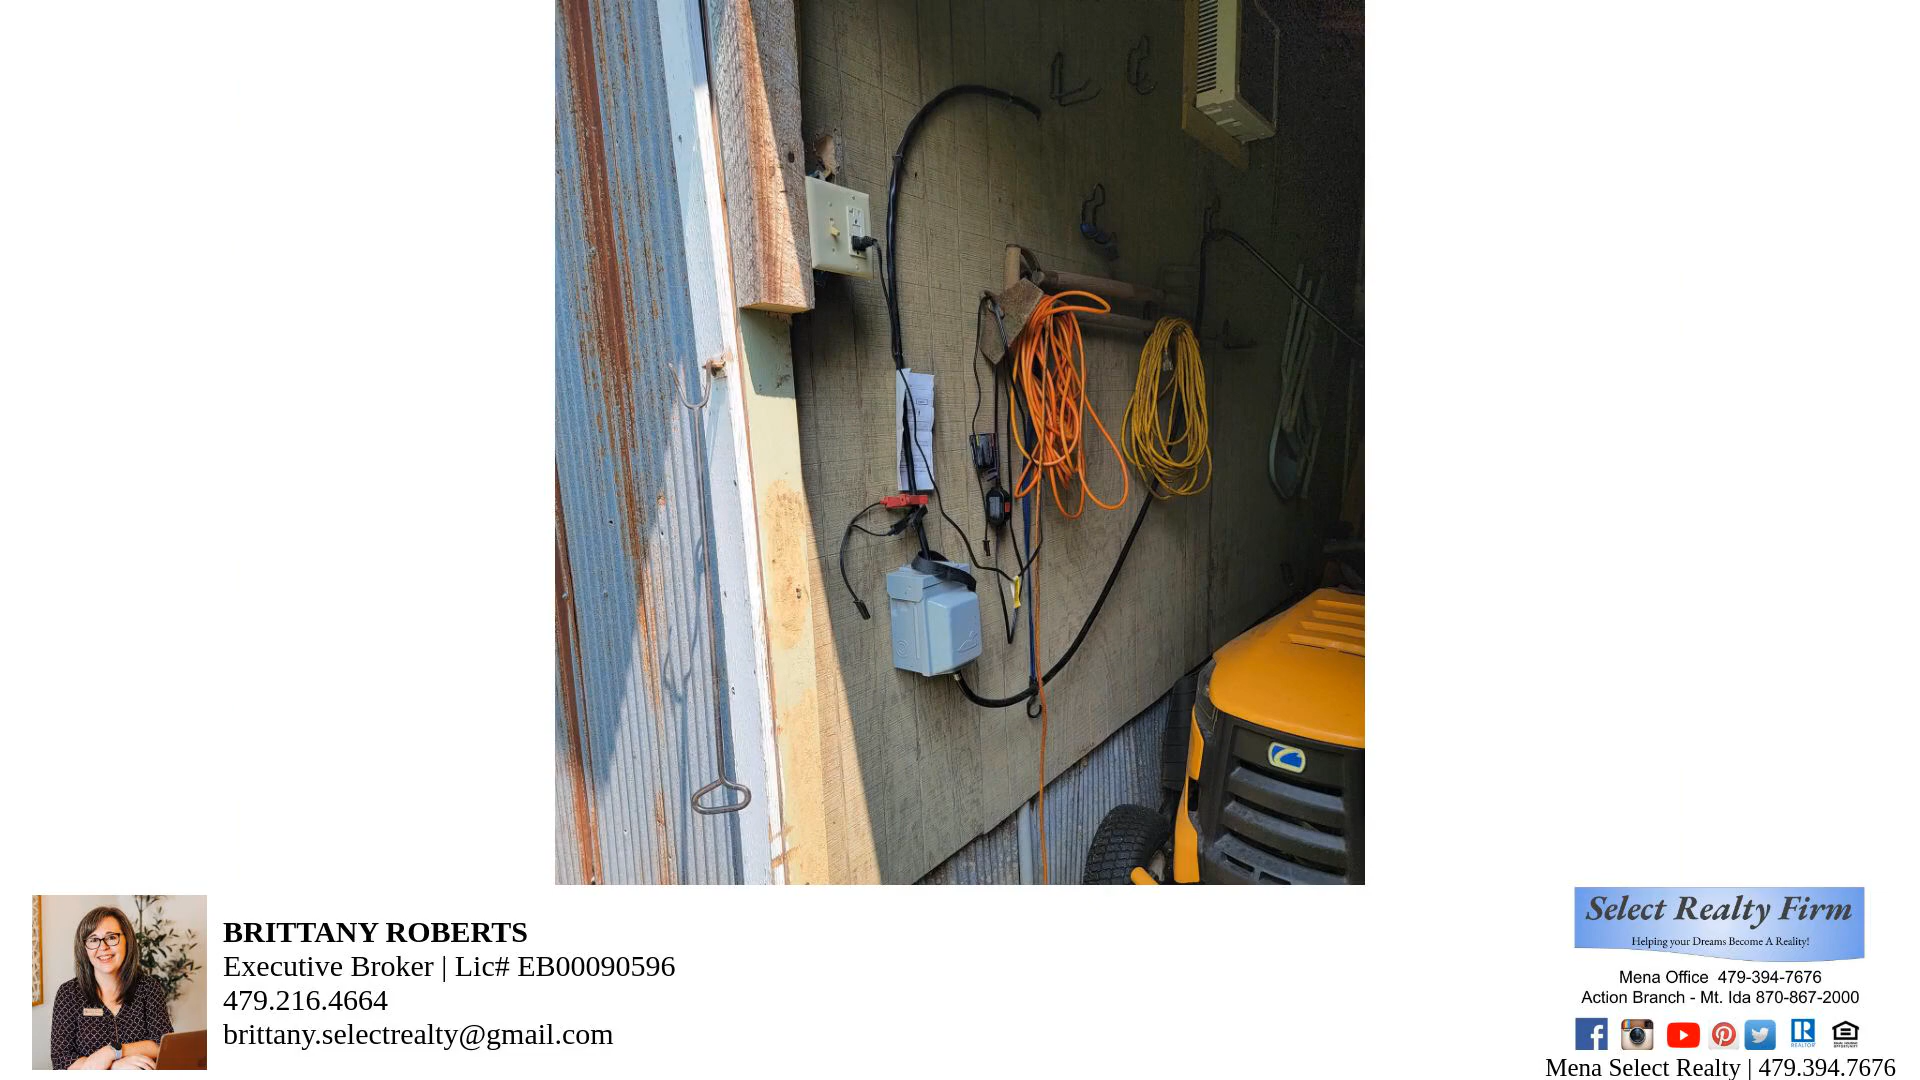 BRITTANY ROBERTS
Executive Broker | Lic# EB00090596
479.216.4664
brittany.selectrealty@gmail.com
Select Realty Firm
Helping your Dreams Become A Reality!
Mena Office 479-394-7676
Action Branch - Mt. Ida 870-867-2000
REALTOR
Mena Select Realty | 479.394.7676